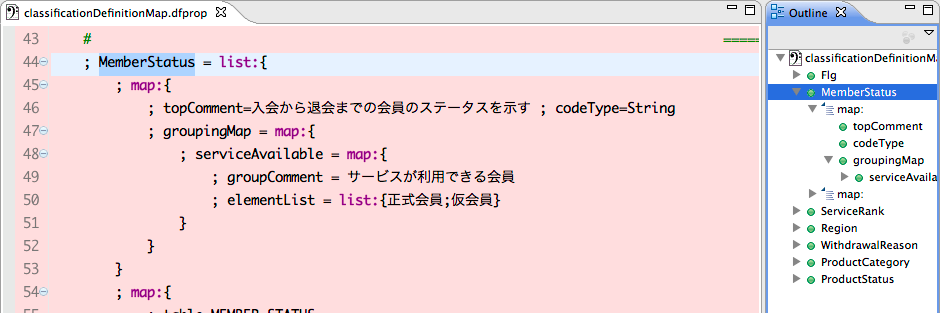 classificationDefinitionMap.dfprop
43 # =====
44 ; MemberStatus = list:{
45 ; map:{
46 ; topComment=入会から退会までの会員のステータスを示す ; codeType=String
47 ; groupingMap = map:{
48 ; serviceAvailable = map:{
49 ; groupComment = サービスが利用できる会員
50 ; elementList = list:{正式会員;仮会員}
51 }
52 }
53 }
54 ; map:{
Outline
classificationDefinitionMa
Flg
MemberStatus
map:
topComment
codeType
groupingMap
serviceAvaila
map:
ServiceRank
Region
WithdrawalReason
ProductCategory
ProductStatus